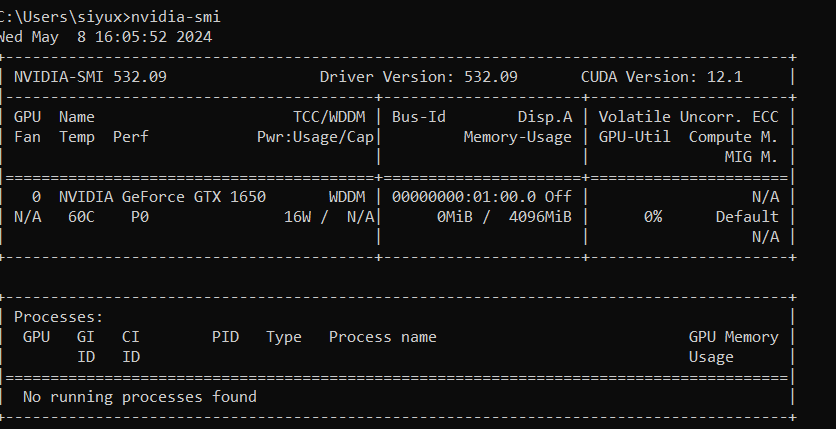 C:\Users\siyux>nvidia-smi
Wed May  8 16:05:52 2024
+-----------------------------------------------------------------------------+
| NVIDIA-SMI 532.09                 Driver Version: 532.09       CUDA Version: 12.1     |
|-----------------------------------------+----------------------+----------------------+
| GPU  Name                      TCC/WDDM | Bus-Id        Disp.A | Volatile Uncorr. ECC |
| Fan  Temp  Perf            Pwr:Usage/Cap|         Memory-Usage | GPU-Util  Compute M. |
|                                         |                      |               MIG M. |
|=========================================+======================+======================|
|   0  NVIDIA GeForce GTX 1650       WDDM | 00000000:01:00.0 Off |                  N/A |
| N/A   60C    P0               16W /  N/A|      0MiB /  4096MiB |      0%      Default |
|                                         |                      |                  N/A |
+-----------------------------------------+----------------------+----------------------+
+---------------------------------------------------------------------------------------+
| Processes:                                                                            |
|  GPU   GI   CI        PID   Type   Process name                            GPU Memory |
|        ID   ID                                                             Usage      |
|=======================================================================================|
|  No running processes found                                                           |
+---------------------------------------------------------------------------------------+